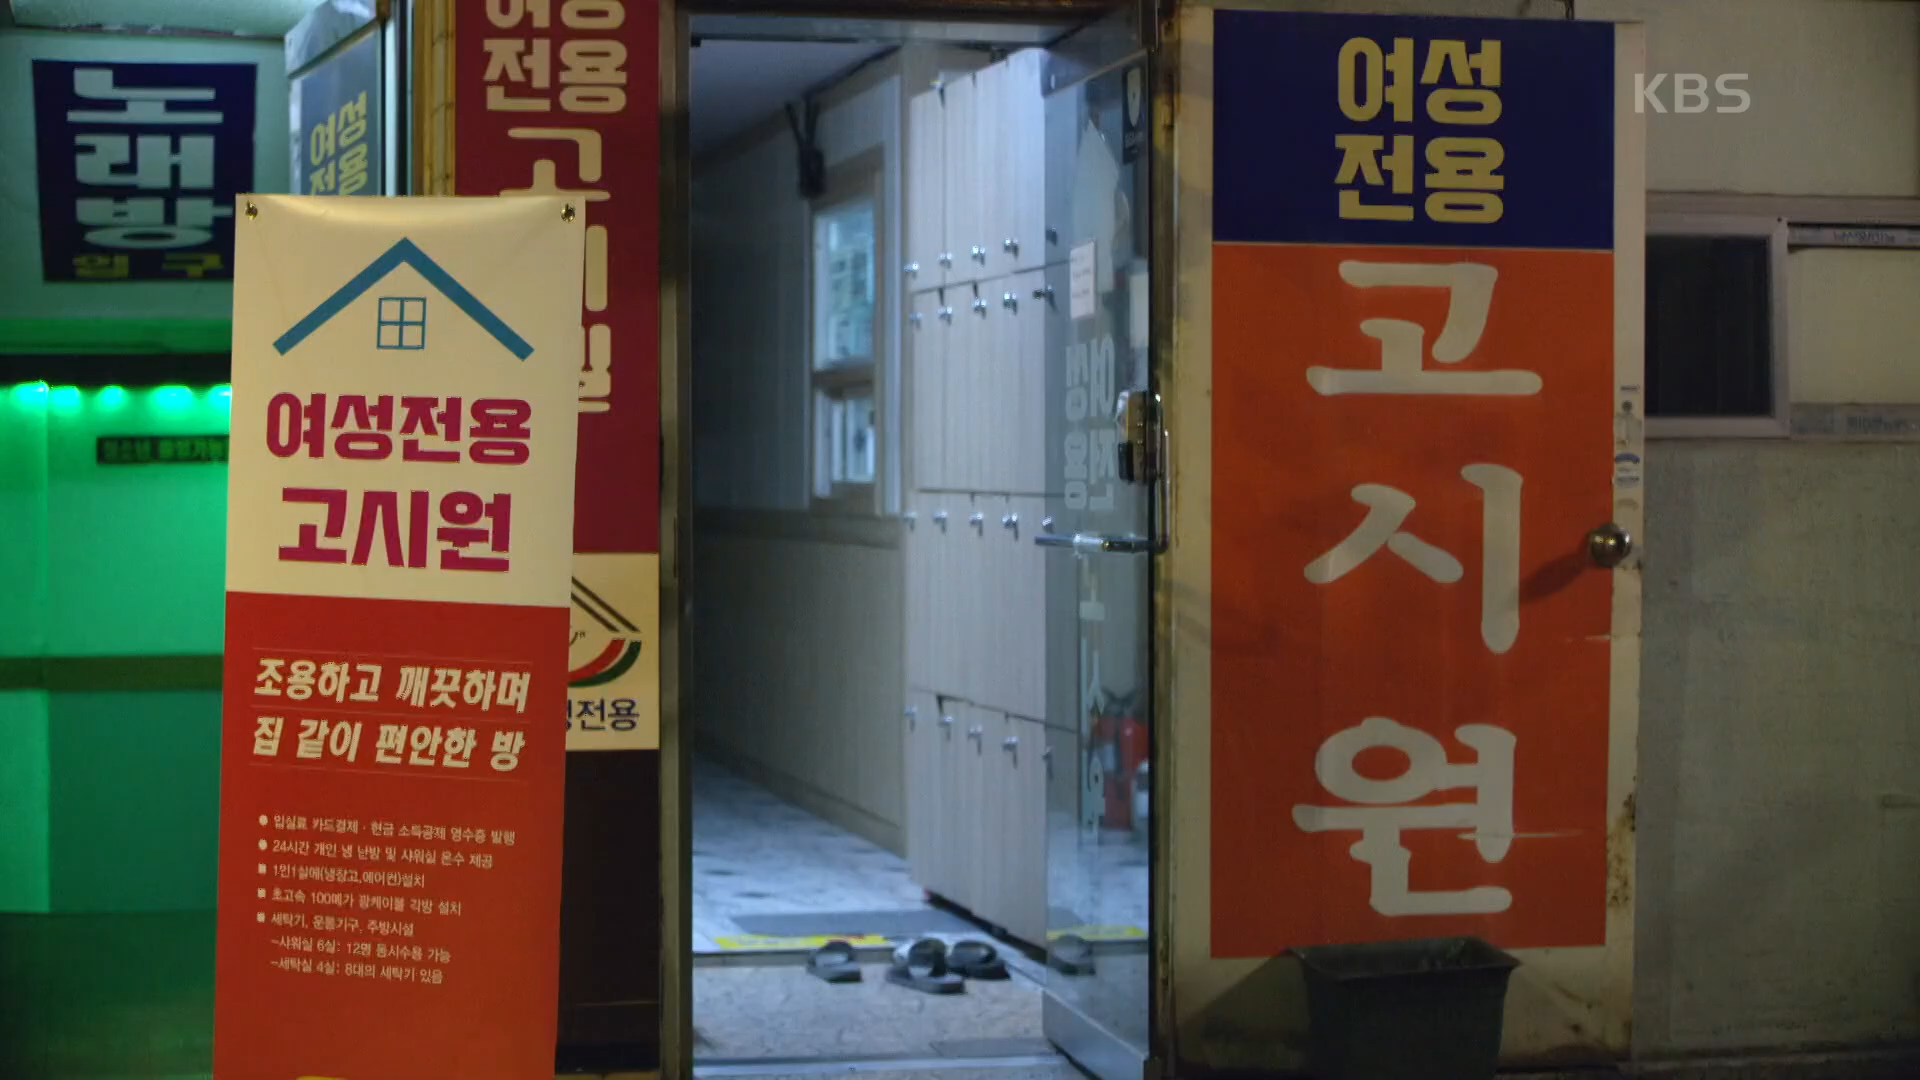 노
래
방
입구
여성
전용
여성
전용
고시원
여성전용
고시원
조용하고 깨끗하며
집 같이 편안한 방
● 입실료 카드결제 · 현금 소득공제 영수증 발행
● 24시간 개인 냉 난방 및 샤워실 온수 제공
■ 1인1실에(냉장고,에어컨)설치
■ 초고속 100메가 광케이블 각방 설치
■ 세탁기, 운동기구, 주방시설
-샤워실 6실: 12명 동시수용 가능
-세탁실 4실: 8대의 세탁기 있음
전용
여성
전용
고
시
원
KBS